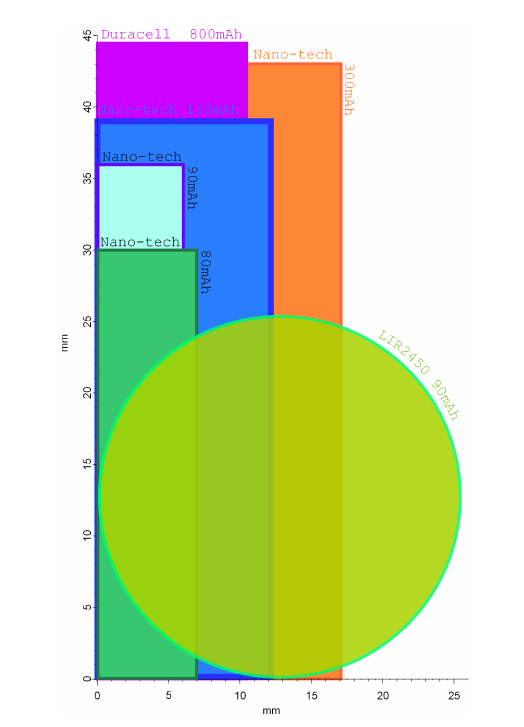 45
Duracell 800mAh
Nano-tech
300mAh
40
Nano-tech 160mAh
Nano-tech
90mAh
35
Nano-tech
80mAh
30
25
LIR2450 90mAh
mm
20
15
10
5
0
0 5 10 15 20 25
mm